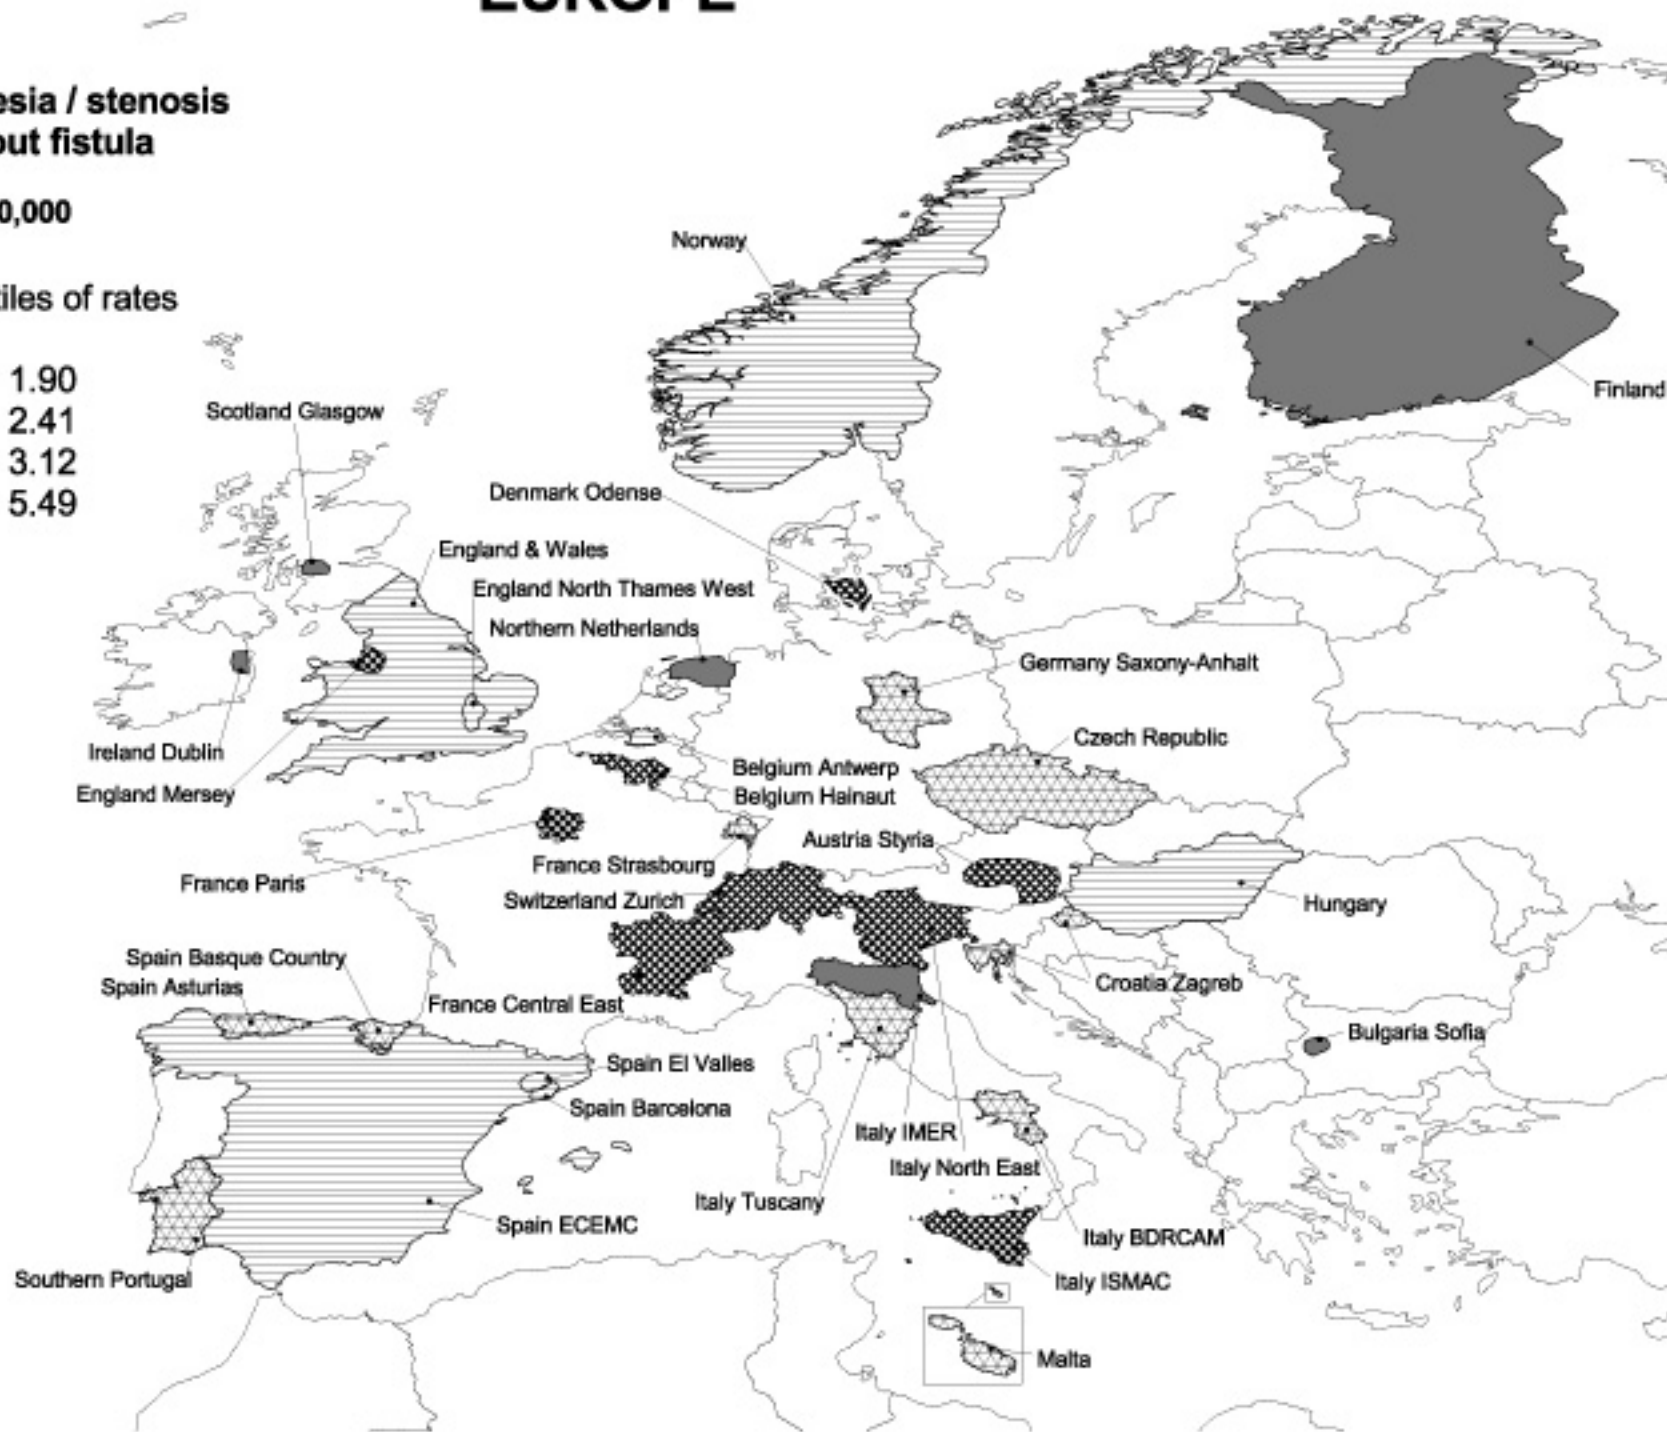 EUROPE
esia / stenosis
out fistula
0,000
tiles of rates
1.90
2.41
3.12
5.49
Norway
Finland
Scotland Glasgow
Denmark Odense
England & Wales
England North Thames West
Northern Netherlands
Germany Saxony-Anhalt
Czech Republic
Ireland Dublin
Belgium Antwerp
England Mersey
Belgium Hainaut
Austria Styria
France Strasbourg
France Paris
Switzerland Zurich
Hungary
Spain Basque Country
Spain Asturias
Croatia Zagreb
France Central East
Bulgaria Sofia
Spain El Valles
Spain Barcelona
Italy IMER
Italy North East
Italy Tuscany
Spain ECEMC
Italy BDRCAM
Southern Portugal
Italy ISMAC
Malta